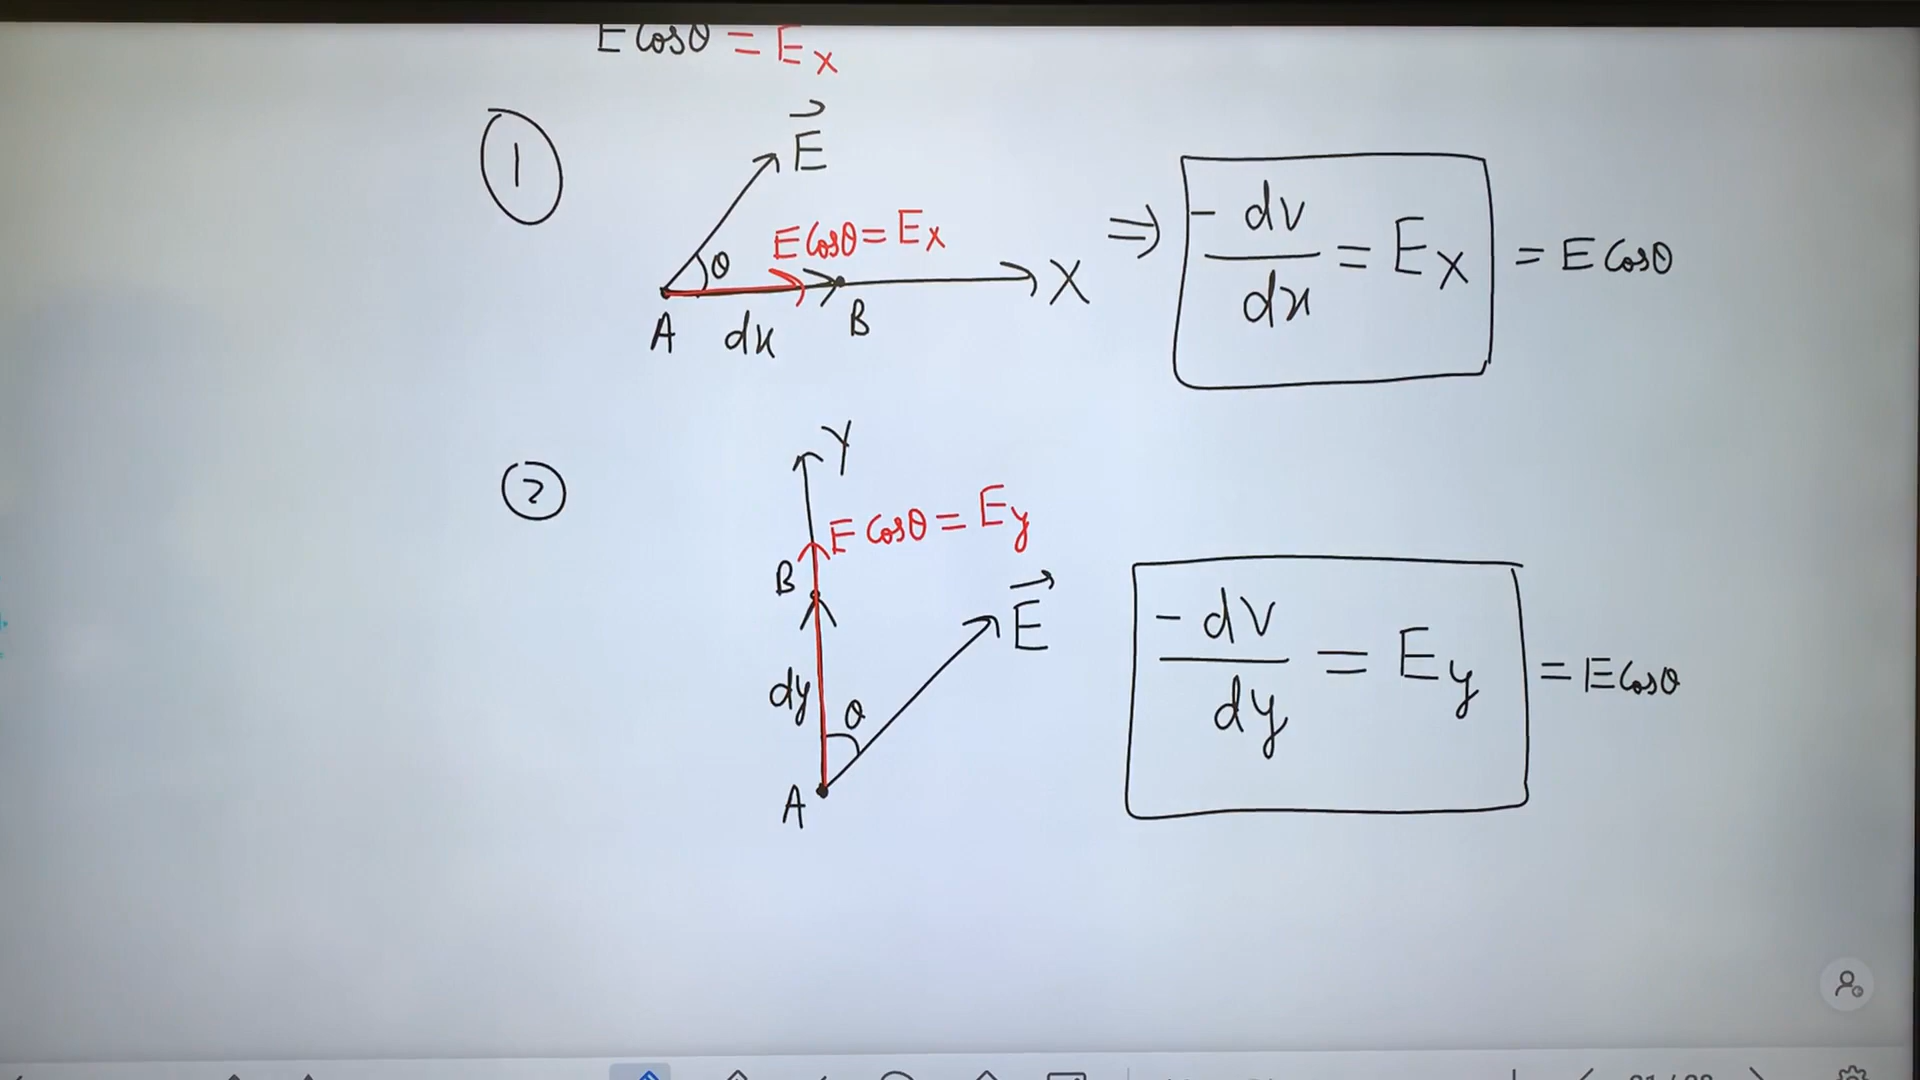 E Cosθ = Ex
1
E⃗
E Cosθ = Ex
θ
X
A dx B
⇒ - dv/dx = Ex = E Cosθ
2
Y
E Cosθ = Ey
B
E⃗
dy
θ
A
- dV/dy = Ey = E Cosθ